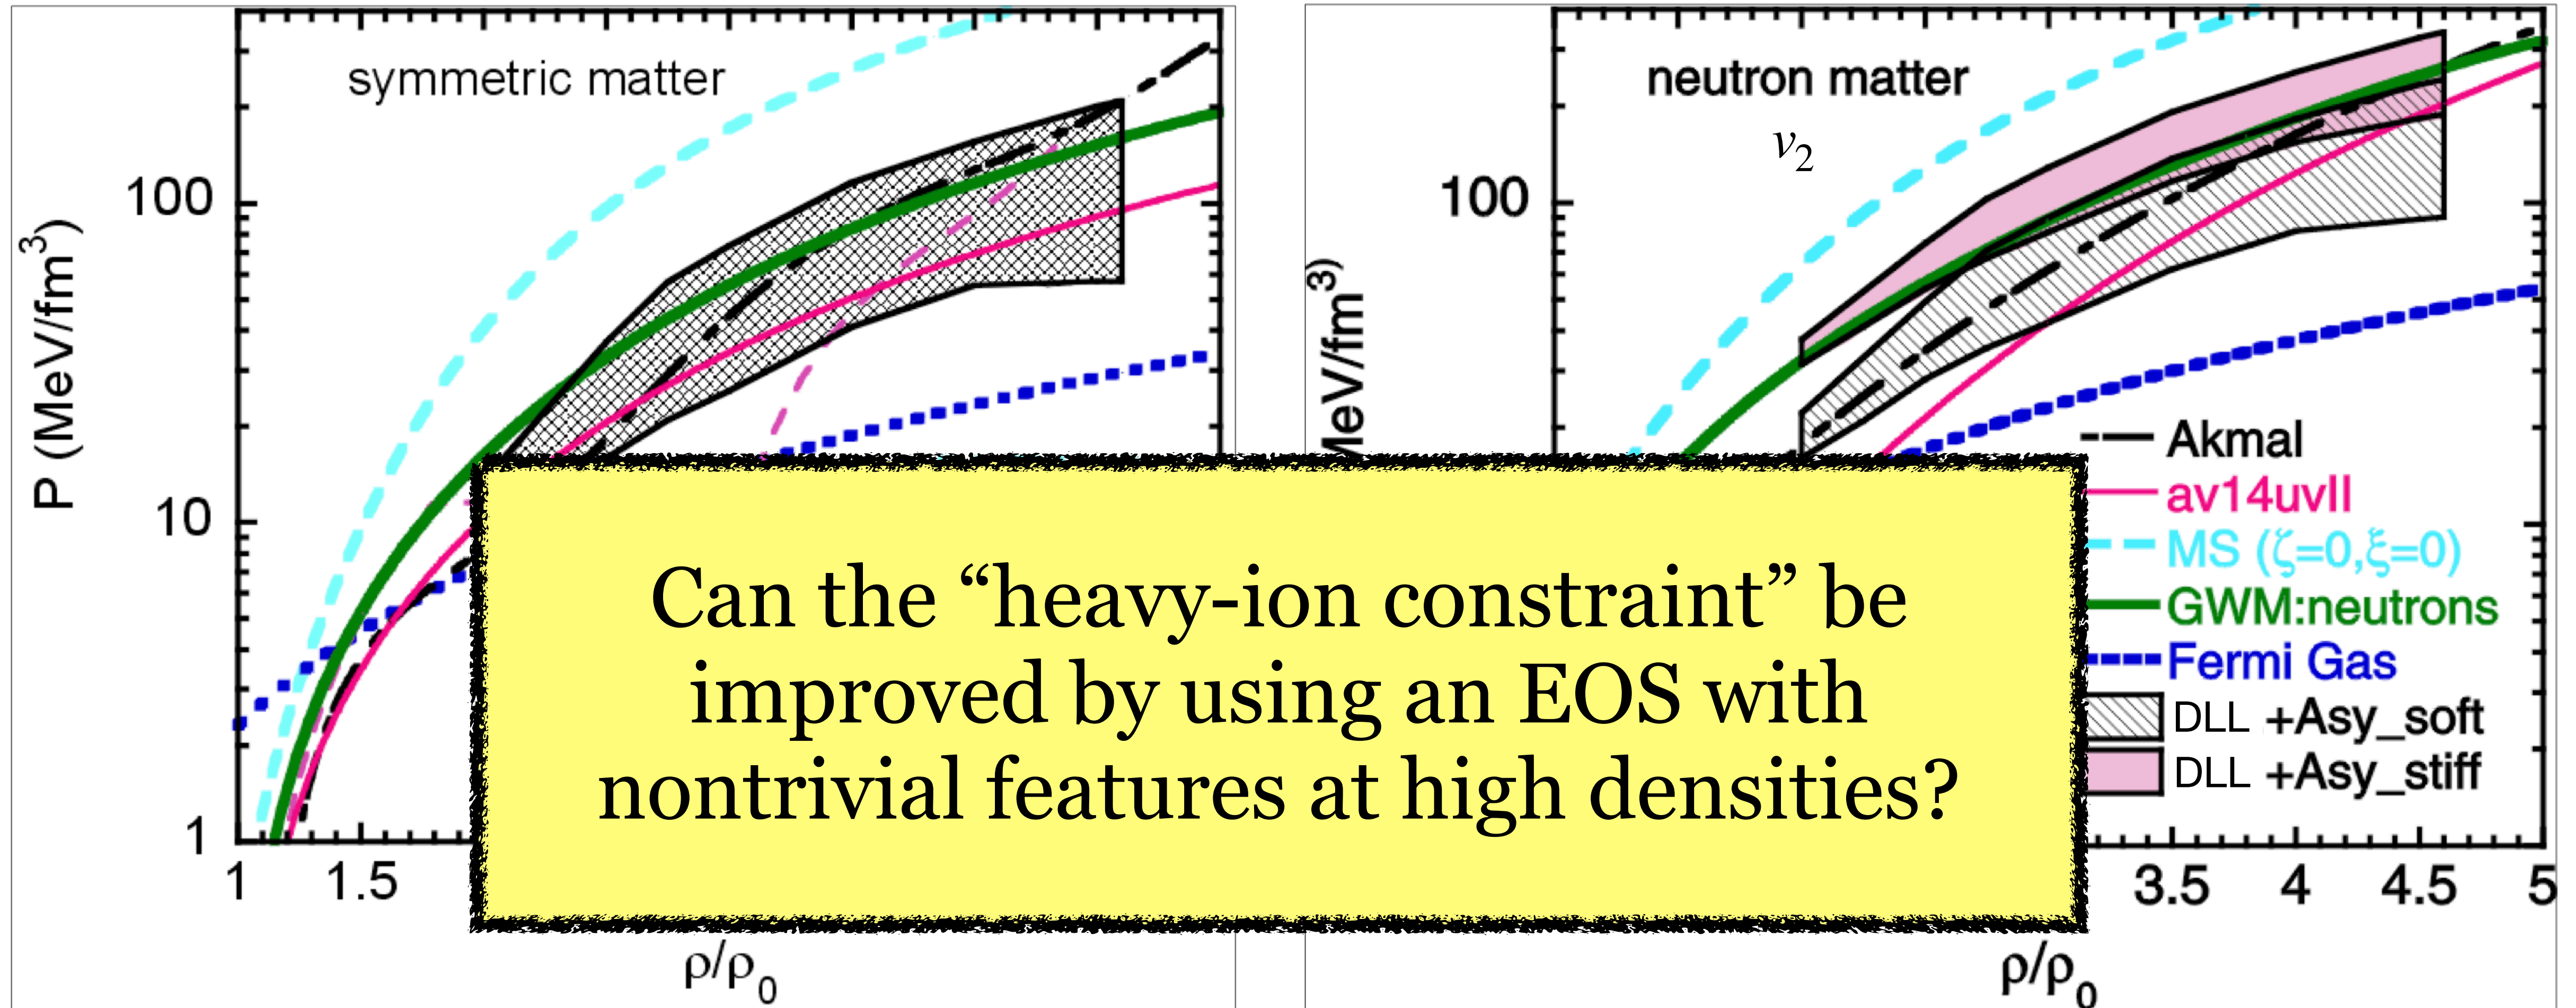 symmetric matter
P (MeV/fm³)
100
10
1
1
1.5
ρ/ρ₀
neutron matter
v₂
MeV/fm³)
100
Akmal
av14uvII
MS (ζ=0,ξ=0)
GWM:neutrons
Fermi Gas
DLL +Asy_soft
DLL +Asy_stiff
3.5
4
4.5
5
ρ/ρ₀
Can the “heavy-ion constraint” be
improved by using an EOS with
nontrivial features at high densities?